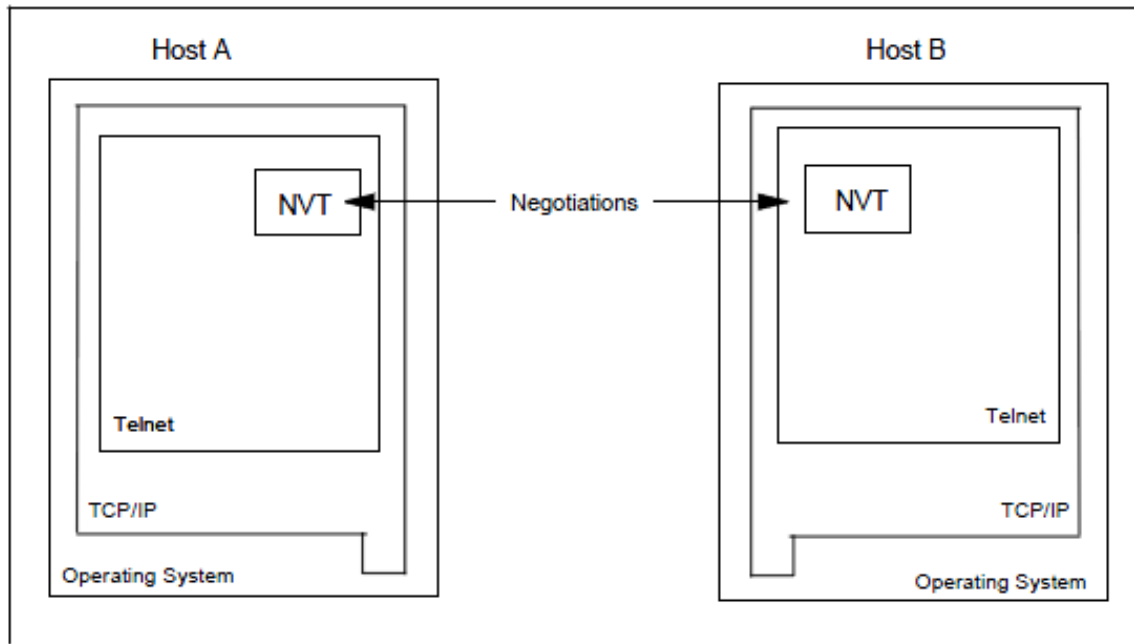 Host A
Host B
NVT
Negotiations
NVT
Telnet
Telnet
TCP/IP
TCP/IP
Operating System
Operating System